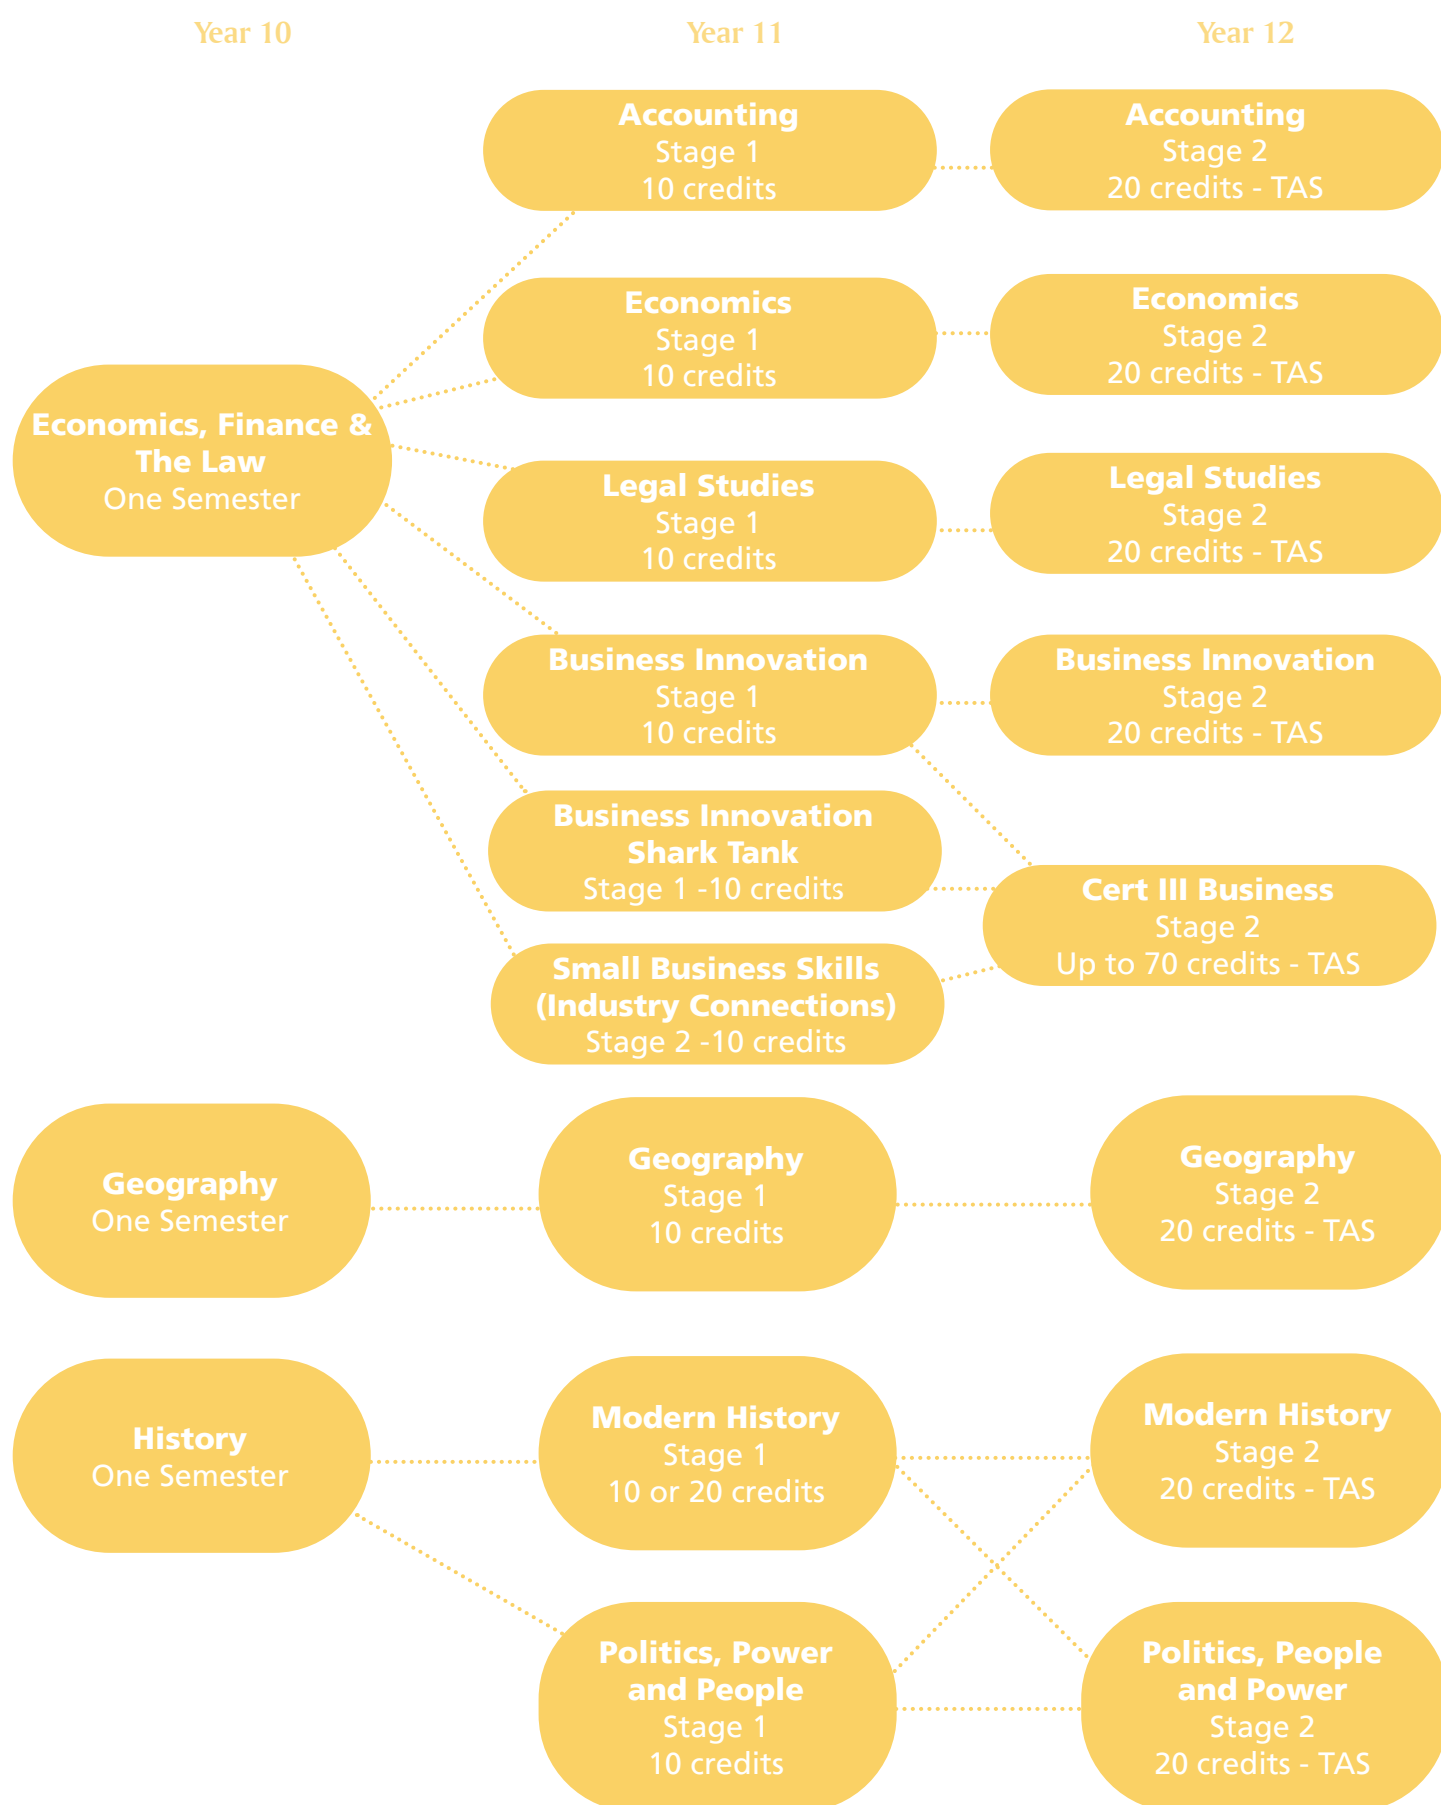 Year 10
Year 11
Year 12
Accounting
Stage 1
10 credits
Accounting
Stage 2
20 credits - TAS
Economics
Stage 1
10 credits
Economics
Stage 2
20 credits - TAS
Economics, Finance &
The Law
One Semester
Legal Studies
Stage 1
10 credits
Legal Studies
Stage 2
20 credits - TAS
Business Innovation
Stage 1
10 credits
Business Innovation
Stage 2
20 credits - TAS
Business Innovation
Shark Tank
Stage 1 -10 credits
Cert III Business
Stage 2
Up to 70 credits - TAS
Small Business Skills
(Industry Connections)
Stage 2 -10 credits
Geography
One Semester
Geography
Stage 1
10 credits
Geography
Stage 2
20 credits - TAS
History
One Semester
Modern History
Stage 1
10 or 20 credits
Modern History
Stage 2
20 credits - TAS
Politics, Power
and People
Stage 1
10 credits
Politics, People
and Power
Stage 2
20 credits - TAS